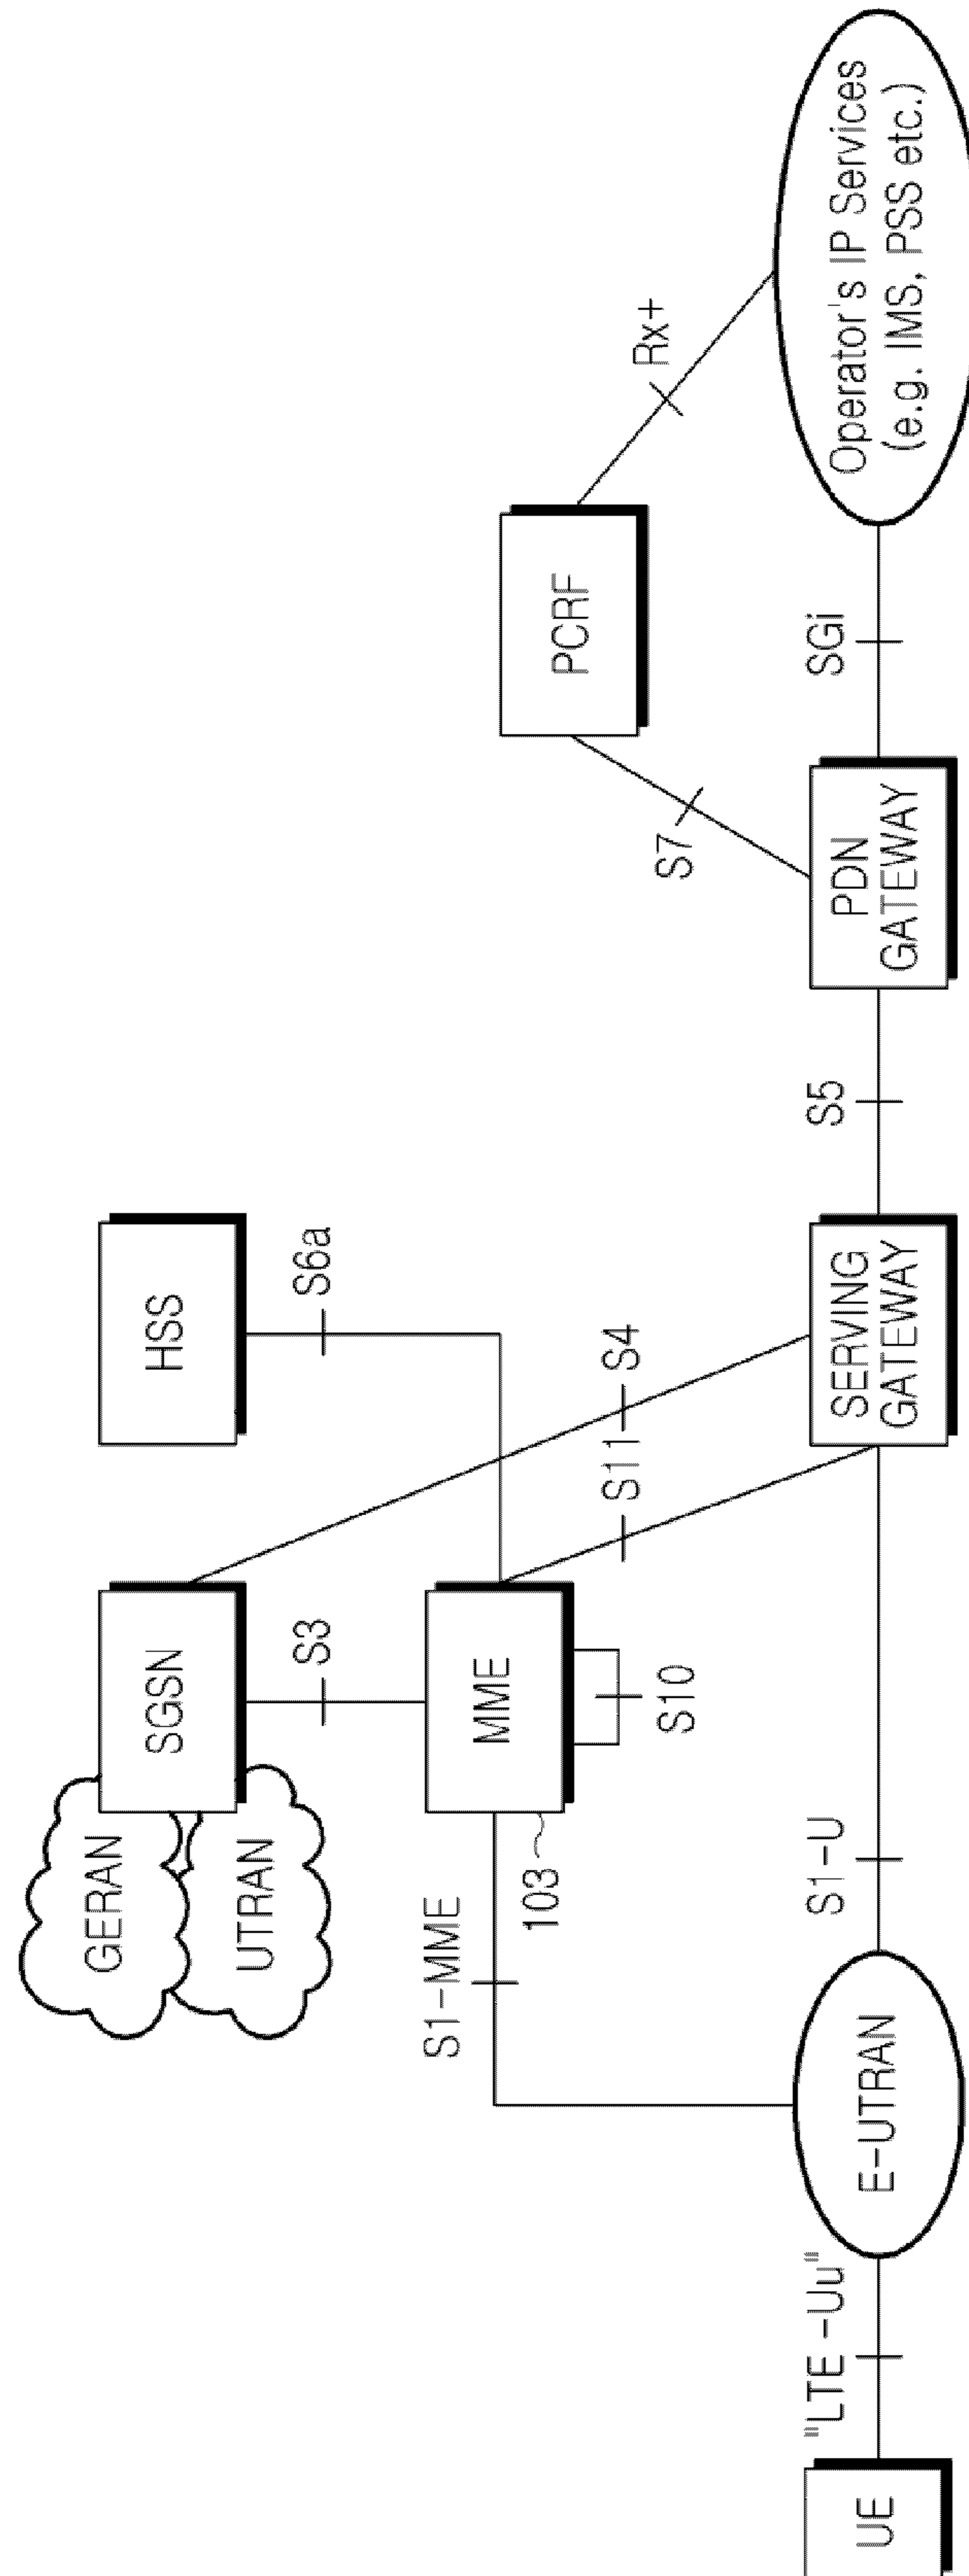 GERAN
UTRAN
SGSN
HSS
S3
S6a
S1-MME
MME
103
S10
S11
S4
PCRF
S7
Rx+
UE
"LTE -Uu"
E-UTRAN
S1-U
SERVING
GATEWAY
S5
PDN
GATEWAY
SGi
Operator's IP Services
(e.g. IMS, PSS etc.)